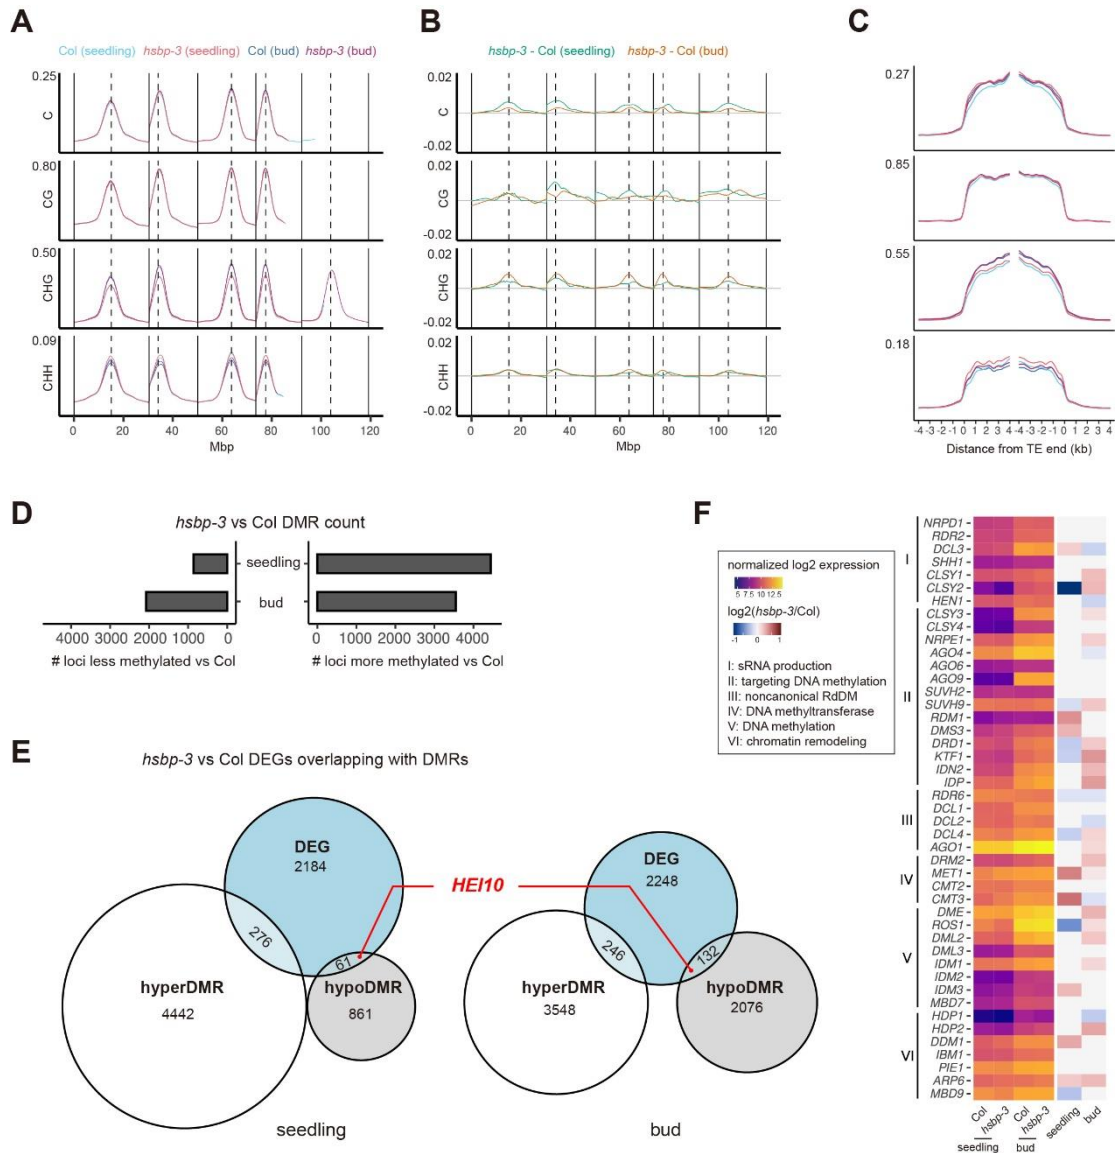 A
Col (seedling) hsbp-3 (seedling) Col (bud) hsbp-3 (bud)
0.25
C
0.80
CG
0.50
CHG
0.09
CHH
0 20 40 60 80 100 120
Mbp
B
hsbp-3 - Col (seedling) hsbp-3 - Col (bud)
0.02
C
-0.02
0.02
CG
-0.02
0.02
CHG
-0.02
0.02
CHH
-0.02
0 20 40 60 80 100 120
Mbp
C
0.27
0.85
0.55
0.18
-4 -3 -2 -1 0 1 2 3 4 -4 -3 -2 -1 0 1 2 3 4
Distance from TE end (kb)
D
hsbp-3 vs Col DMR count
seedling
bud
4000 3000 2000 1000 0
0 1000 2000 3000 4000
# loci less methylated vs Col
# loci more methylated vs Col
E
hsbp-3 vs Col DEGs overlapping with DMRs
DEG
2184
276
61
hyperDMR
4442
hypoDMR
861
seedling
HEI10
DEG
2248
246
132
hyperDMR
3548
hypoDMR
2076
bud
F
normalized log2 expression
5 7.5 10 12.5
log2(hsbp-3/Col)
-1 0 1
I: sRNA production
II: targeting DNA methylation
III: noncanonical RdDM
IV: DNA methyltransferase
V: DNA methylation
VI: chromatin remodeling
I
NRPD1
RDR2
DCL3
SHH1
CLSY1
CLSY2
HEN1
II
CLSY3
CLSY4
NRPE1
AGO4
AGO6
AGO9
SUVH2
SUVH9
RDM1
DMS3
DRD1
KTF1
IDN2
IDP
III
RDR6
DCL1
DCL2
DCL4
AGO1
IV
DRM2
MET1
CMT2
CMT3
V
DME
ROS1
DML2
DML3
IDM1
IDM2
IDM3
MBD7
VI
HDP1
HDP2
DDM1
IBM1
PIE1
ARP6
MBD9
Col hsbp-3 Col hsbp-3 seedling bud
seedling bud